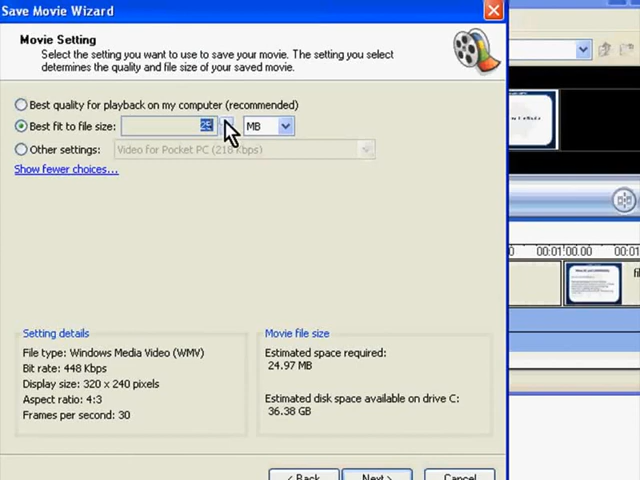 Save Movie Wizard
Movie Setting
Select the setting you want to use to save your movie. The setting you select
determines the quality and file size of your saved movie.
Best quality for playback on my computer (recommended)
Best fit to file size: 25 MB
Other settings: Video for Pocket PC (218 Kbps)
Show fewer choices...
00:01:00.00
Setting details
File type: Windows Media Video (WMV)
Bit rate: 448 Kbps
Display size: 320 x 240 pixels
Aspect ratio: 4:3
Frames per second: 30
Movie file size
Estimated space required:
24.97 MB
Estimated disk space available on drive C:
36.38 GB
< Back Next > Cancel